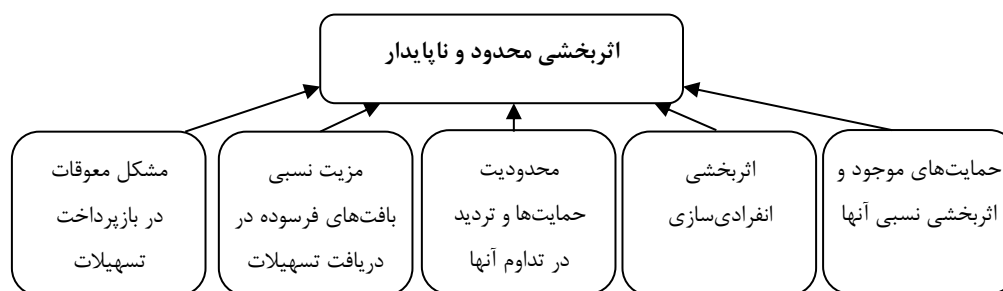 اثربخشی محدود و ناپایدار
حمایت‌های موجود و
اثربخشی نسبی آنها
اثربخشی
انفرادی‌سازی
محدودیت
حمایت‌ها و تردید
در تداوم آنها
مزیت نسبی
بافت‌های فرسوده در
دریافت تسهیلات
مشکل معوقات
در بازپرداخت
تسهیلات